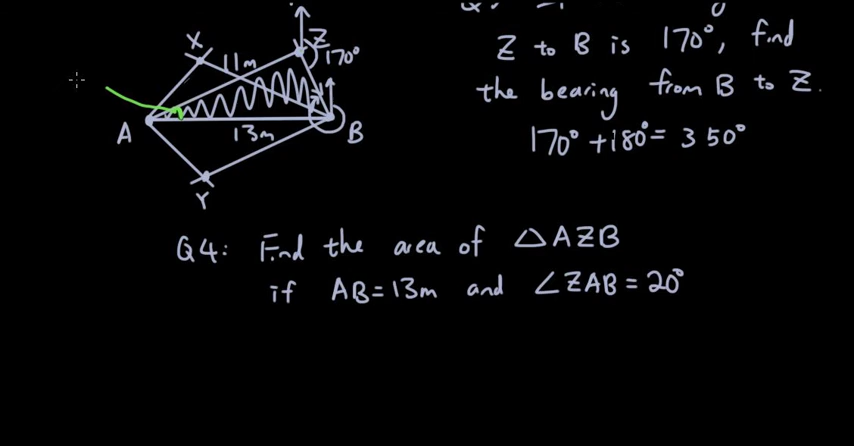 Z to B is 170°, find
the bearing from B to Z.
170° + 180° = 350°
X
11m
Z
170°
A
13m
B
Y
Q4: Find the area of △AZB
if AB = 13m and ∠ZAB = 20°